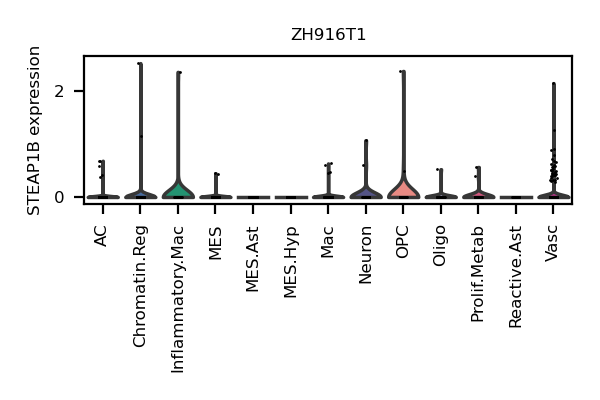 ZH916T1
STEAP1B expression
2
0
AC
Chromatin.Reg
Inflammatory.Mac
MES
MES.Ast
MES.Hyp
Mac
Neuron
OPC
Oligo
Prolif.Metab
Reactive.Ast
Vasc